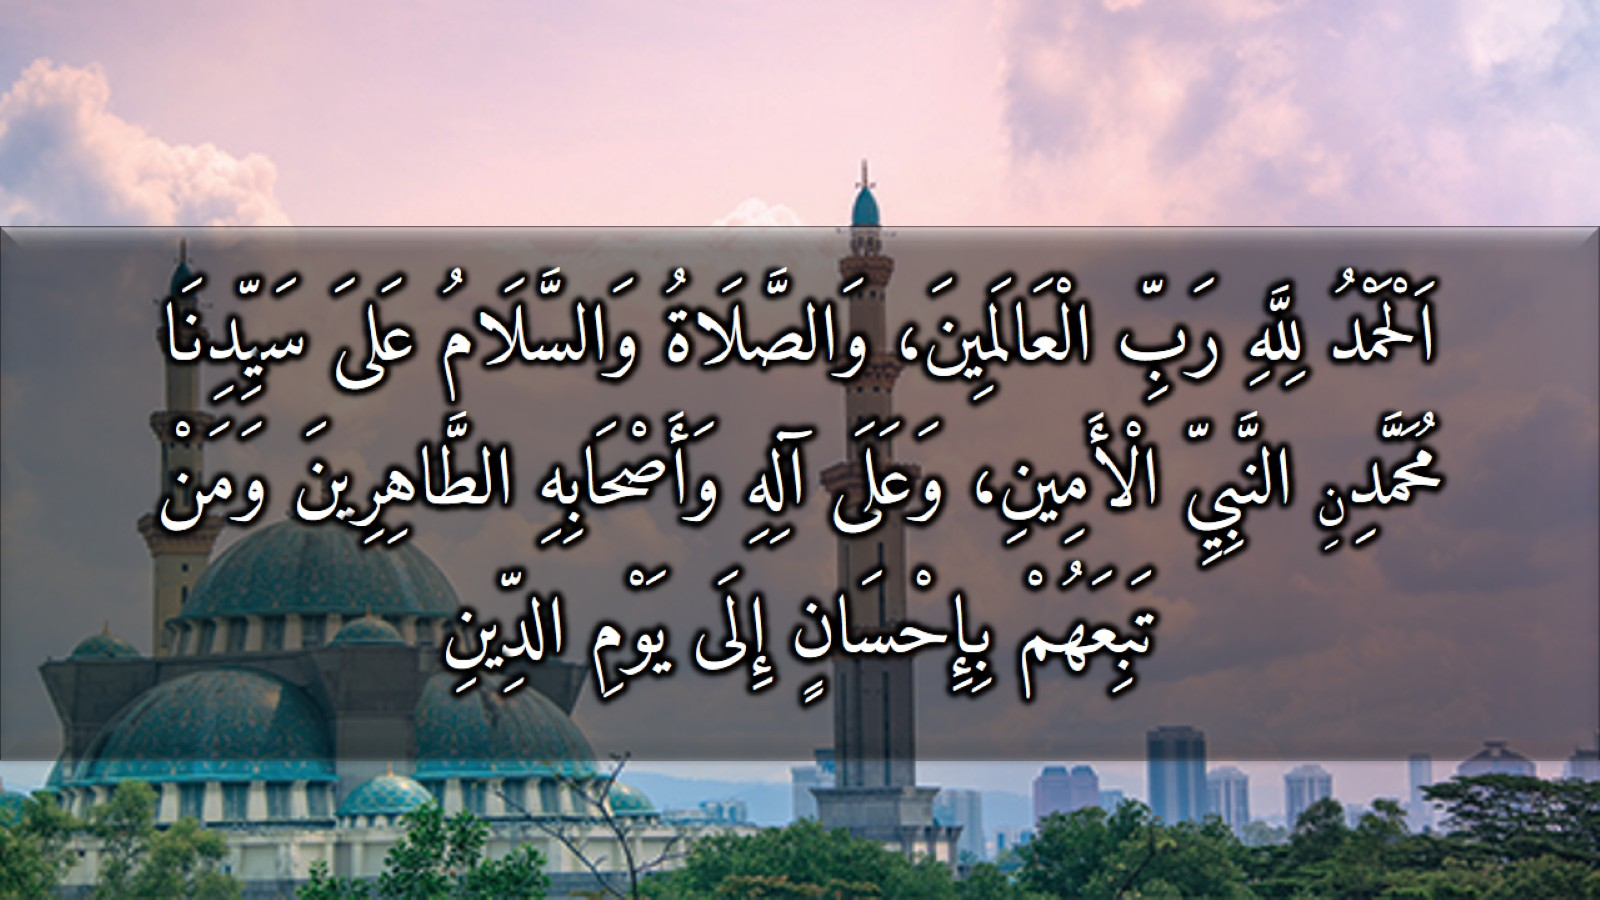 اَلْحَمْدُ لِلَّهِ رَبِّ الْعَالَمِينَ، وَالصَّلَاةُ وَالسَّلَامُ عَلَىَ سَيِّدِنَا
مُحَمَّدِنِ النَّبِيِّ الْأَمِينِ، وَعَلَىَ آلِهِ وَأَصْحَابِهِ الطَّاهِرِينَ وَمَنْ
تَبِعَهُمْ بِإِحْسَانٍ إِلَى يَوْمِ الدِّينِ